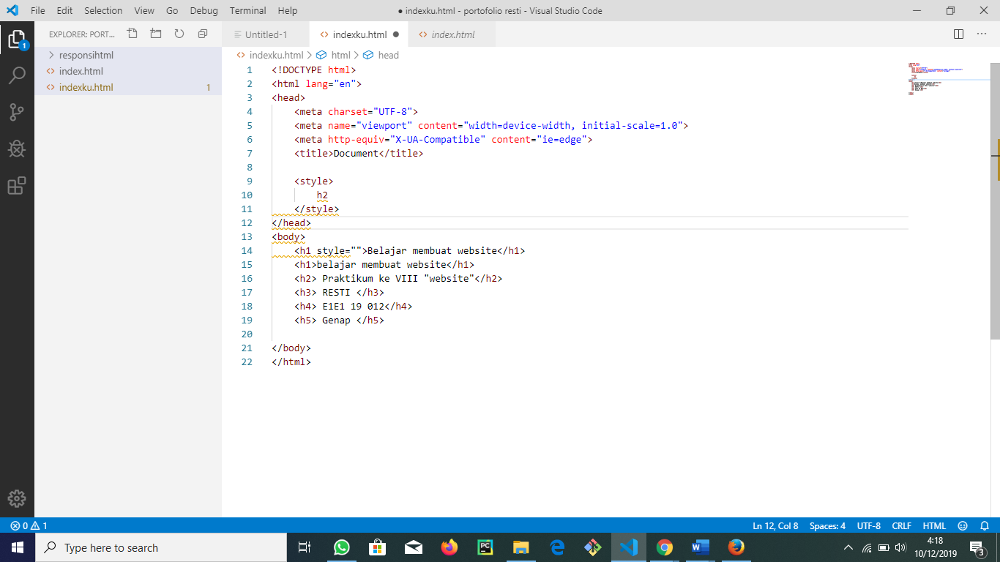 File Edit Selection View Go Debug Terminal Help ● indexku.html - portofolio resti - Visual Studio Code
EXPLORER: PORT...
Untitled-1 indexku.html ● index.html
responsihtml
index.html
indexku.html 1
indexku.html > html > head
1 <!DOCTYPE html>
2 <html lang="en">
3 <head>
4 <meta charset="UTF-8">
5 <meta name="viewport" content="width=device-width, initial-scale=1.0">
6 <meta http-equiv="X-UA-Compatible" content="ie=edge">
7 <title>Document</title>
8
9 <style>
10 h2
11 </style>
12 </head>
13 <body>
14 <h1 style="">Belajar membuat website</h1>
15 <h1>belajar membuat website</h1>
16 <h2> Praktikum ke VIII "website"</h2>
17 <h3> RESTI </h3>
18 <h4> E1E1 19 012</h4>
19 <h5> Genap </h5>
20
21 </body>
22 </html>
1
0 1 Ln 12, Col 8 Spaces: 4 UTF-8 CRLF HTML
Type here to search
PC
W
4:18
10/12/2019
3